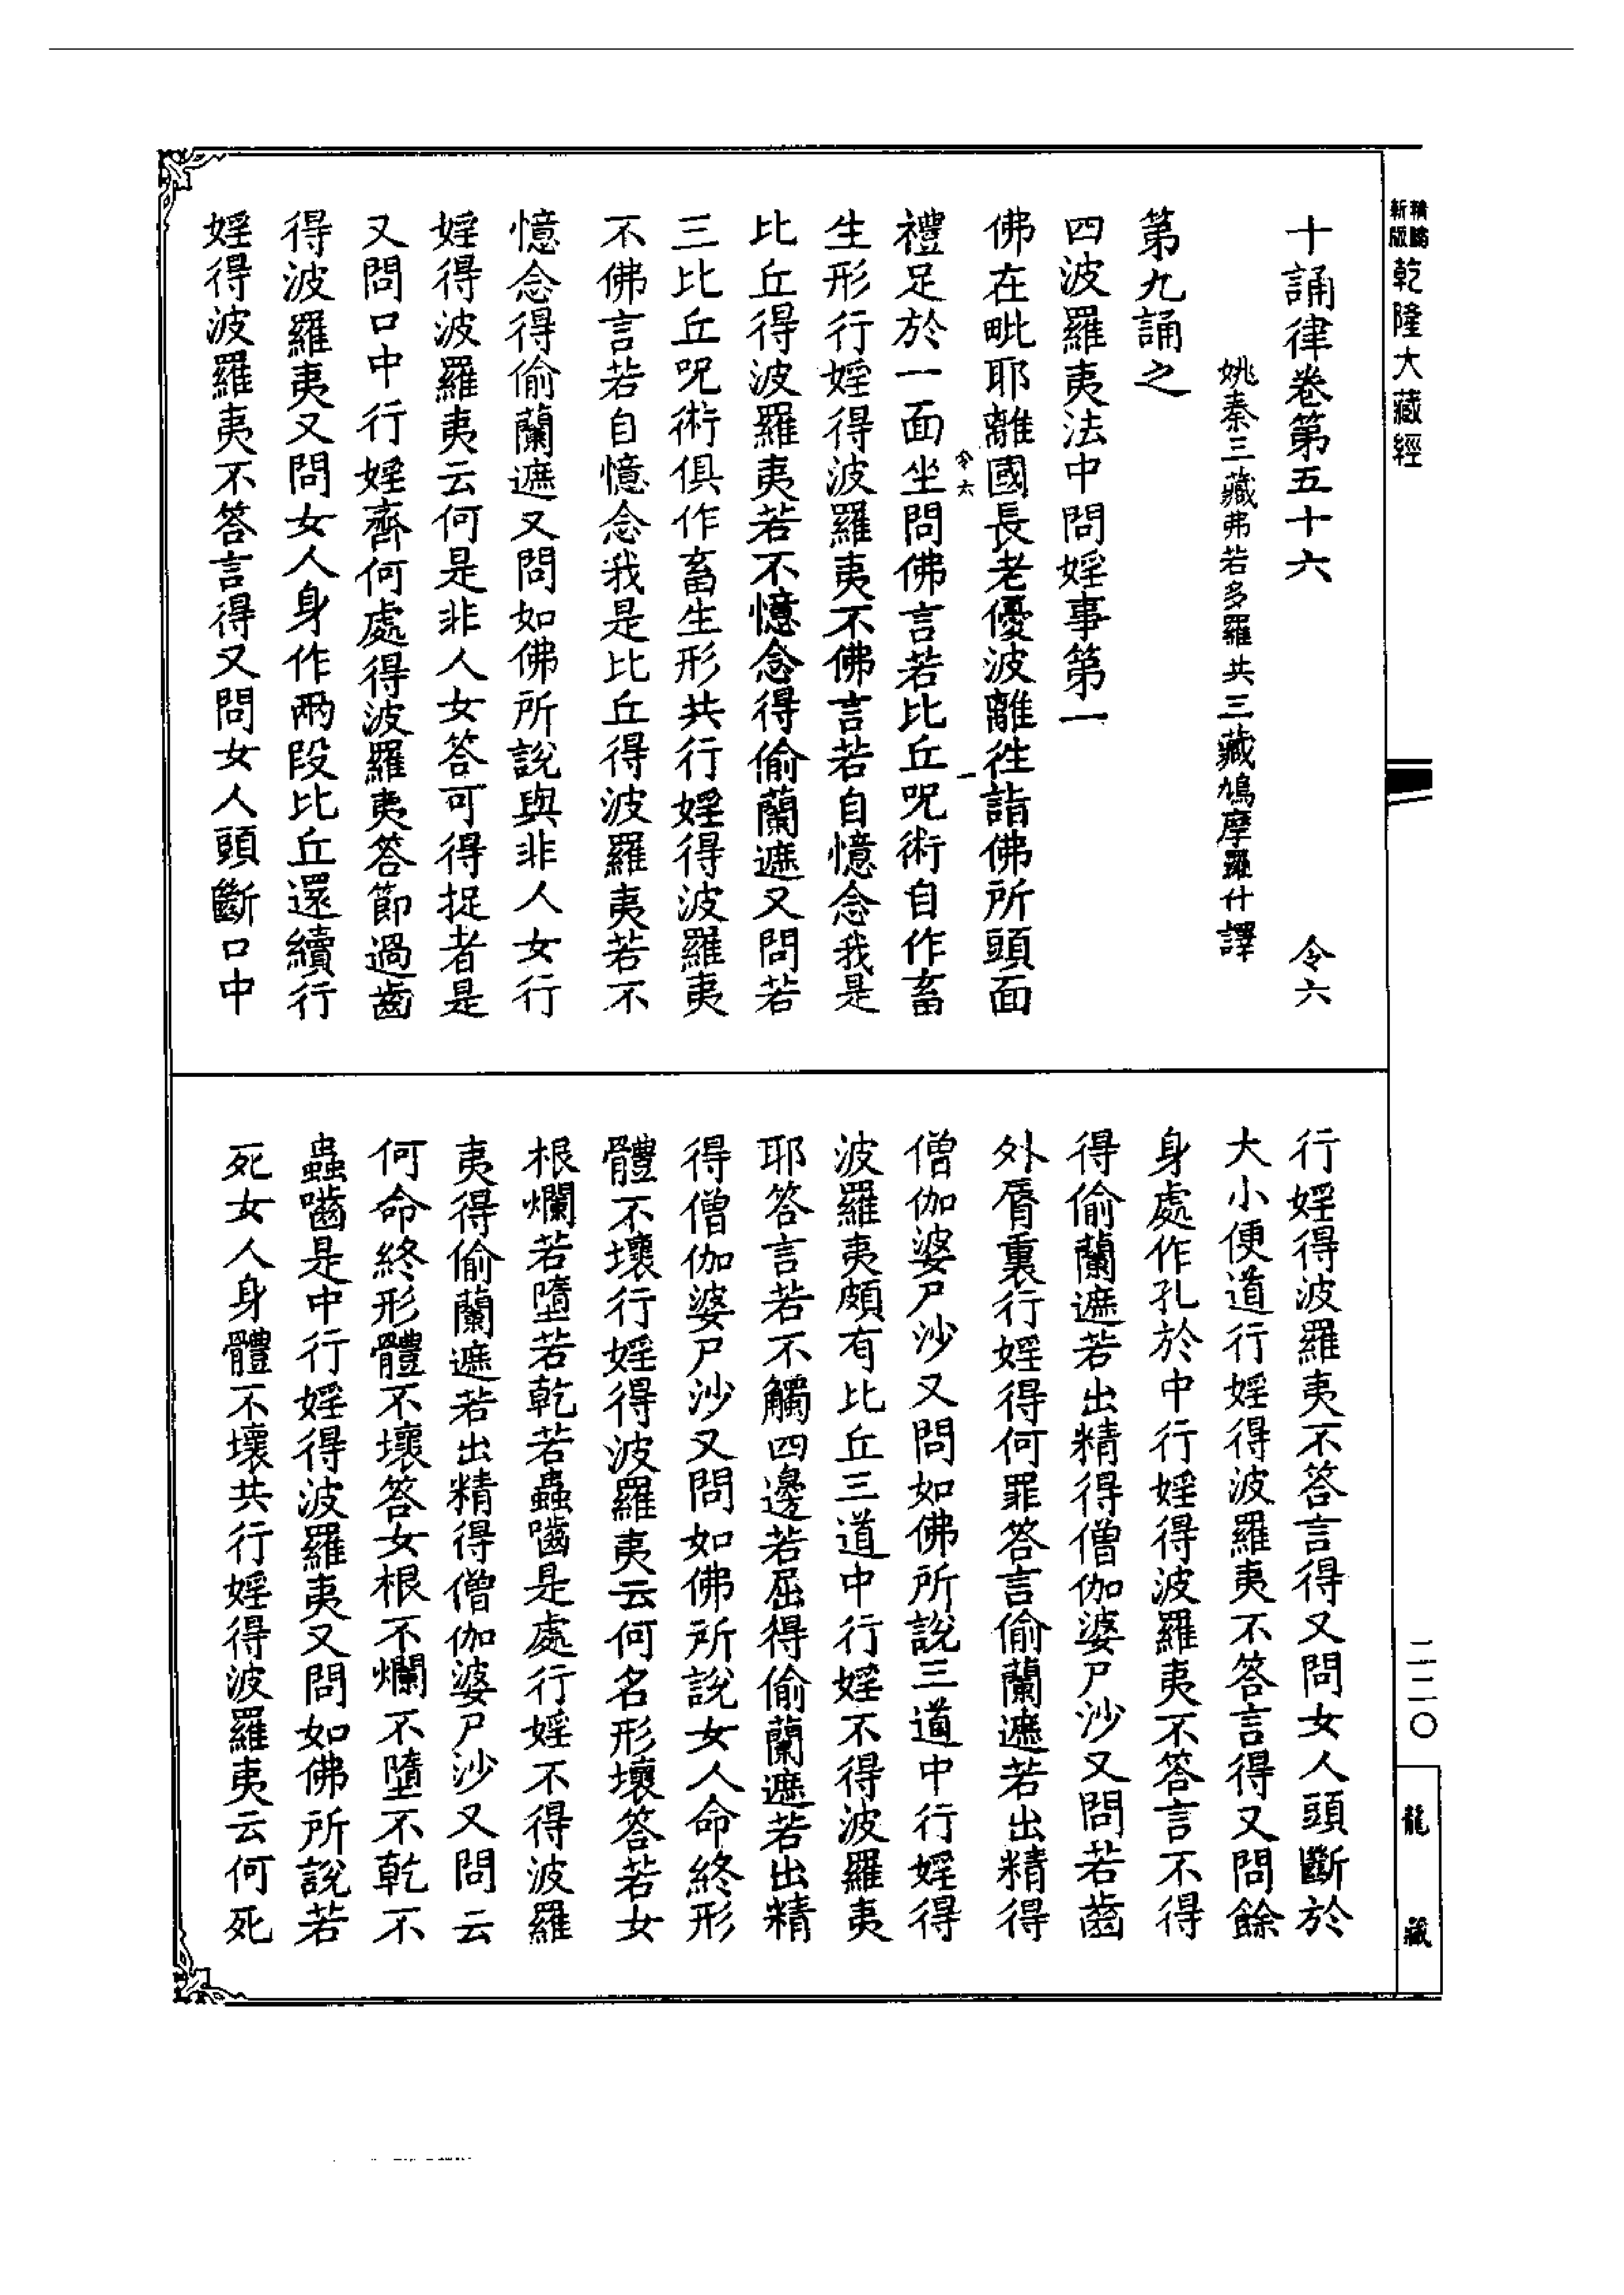 十誦律卷第五十六　令六
姚秦三藏弗若多羅共三藏鳩摩羅什譯
第九誦之一
四波羅夷法中問婬事第一
佛在毗耶離國長老優波離往詣佛所頭面
令六
一
禮足於一面坐問佛言若比丘呪術自作畜
生形行婬得波羅夷不佛言若自憶念我是
比丘得波羅夷若不憶念得偷蘭遮又問若
三比丘呪術俱作畜生形共行婬得波羅夷
不佛言若自憶念我是比丘得波羅夷若不
憶念得偷蘭遮又問如佛所說與非人女行
婬得波羅夷云何是非人女答可得捉者是
又問口中行婬齊何處得波羅夷答節過齒
得波羅夷又問女人身作兩段比丘還續行
婬得波羅夷不答言得又問女人頭斷口中
行婬得波羅夷不答言得又問女人頭斷於
大小便道行婬得波羅夷不答言得又問餘
身處作孔於中行婬得波羅夷不答言不得
得偷蘭遮若出精得僧伽婆尸沙又問若齒
外脣裏行婬得何罪答言偷蘭遮若出精得
僧伽婆尸沙又問如佛所說三道中行婬得
波羅夷頗有比丘三道中行婬不得波羅夷
耶答言若不觸四邊若屈得偷蘭遮若出精
得僧伽婆尸沙又問如佛所說女人命終形
體不壞行婬得波羅夷云何名形壞答若女
根爛若墮若乾若蟲嚙是處行婬不得波羅
夷得偷蘭遮若出精得僧伽婆尸沙又問云
何命終形體不壞答女根不爛不墮不乾不
蟲嚙是中行婬得波羅夷又問如佛所說若
死女人身體不壞共行婬得波羅夷云何死
新版
乾隆大藏經
二二〇
龍藏